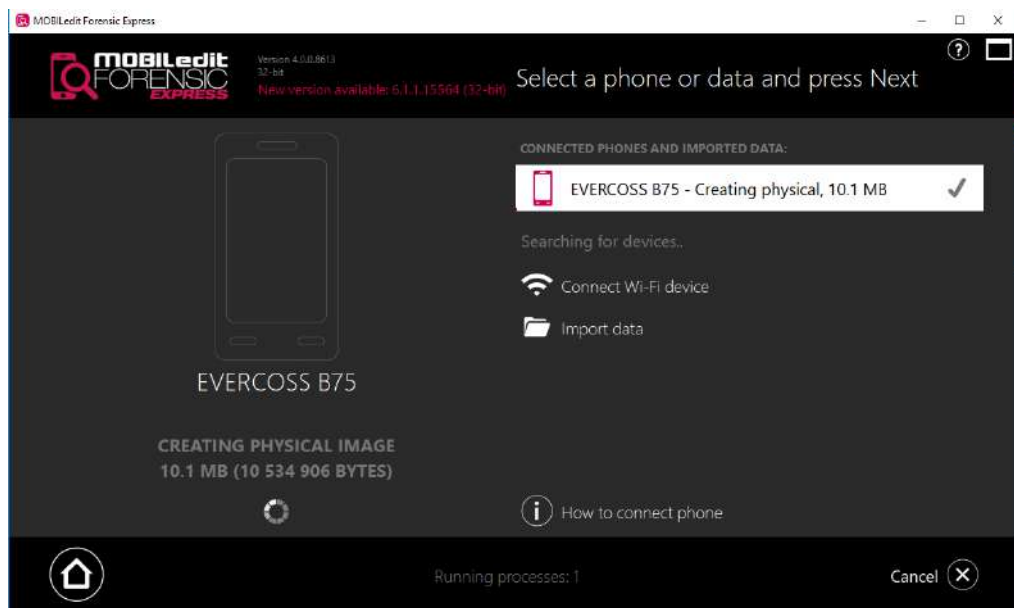 MOBILedit Forensic Express
MOBILedit
FORENSIC
EXPRESS
Version 4.0.0.8613
32-bit
New version available: 6.1.1.15564 (32-bit)
Select a phone or data and press Next
?
CONNECTED PHONES AND IMPORTED DATA:
EVERCOSS B75 - Creating physical, 10.1 MB
Searching for devices..
Connect Wi-Fi device
Import data
EVERCOSS B75
CREATING PHYSICAL IMAGE
10.1 MB (10 534 906 BYTES)
How to connect phone
Running processes: 1
Cancel